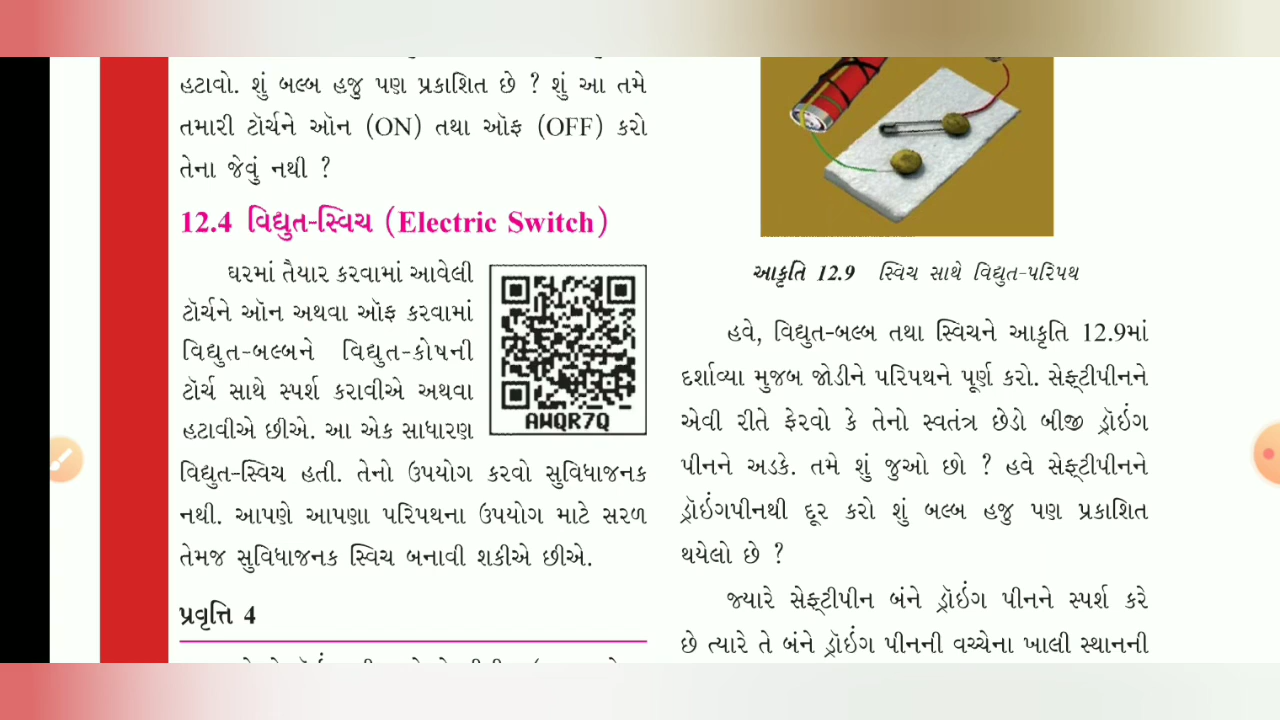 હટાવો. શું બલ્બ હજુ પણ પ્રકાશિત છે ? શું આ તમે
તમારી ટૉર્ચને ઑન (ON) તથા ઑફ (OFF) કરો
તેના જેવું નથી ?
12.4 વિદ્યુત-સ્વિચ (Electric Switch)
ઘરમાં તૈયાર કરવામાં આવેલી
ટૉર્ચને ઑન અથવા ઑફ કરવામાં
વિદ્યુત-બલ્બને વિદ્યુત-કોષની
ટૉર્ચ સાથે સ્પર્શ કરાવીએ અથવા
હટાવીએ છીએ. આ એક સાધારણ
AWQR7Q
વિદ્યુત-સ્વિચ હતી. તેનો ઉપયોગ કરવો સુવિધાજનક
નથી. આપણે આપણા પરિપથના ઉપયોગ માટે સરળ
તેમજ સુવિધાજનક સ્વિચ બનાવી શકીએ છીએ.
પ્રવૃત્તિ 4
આકૃતિ 12.9 સ્વિચ સાથે વિદ્યુત-પરિપથ
હવે, વિદ્યુત-બલ્બ તથા સ્વિચને આકૃતિ 12.9માં
દર્શાવ્યા મુજબ જોડીને પરિપથને પૂર્ણ કરો. સેફ્ટીપીનને
એવી રીતે ફેરવો કે તેનો સ્વતંત્ર છેડો બીજી ડ્રૉઇંગ
પીનને અડકે. તમે શું જુઓ છો ? હવે સેફ્ટીપીનને
ડ્રૉઇંગપીનથી દૂર કરો શું બલ્બ હજુ પણ પ્રકાશિત
થયેલો છે ?
જ્યારે સેફ્ટીપીન બંને ડ્રૉઇંગ પીનને સ્પર્શ કરે
છે ત્યારે તે બંને ડ્રૉઇંગ પીનની વચ્ચેના ખાલી સ્થાનની